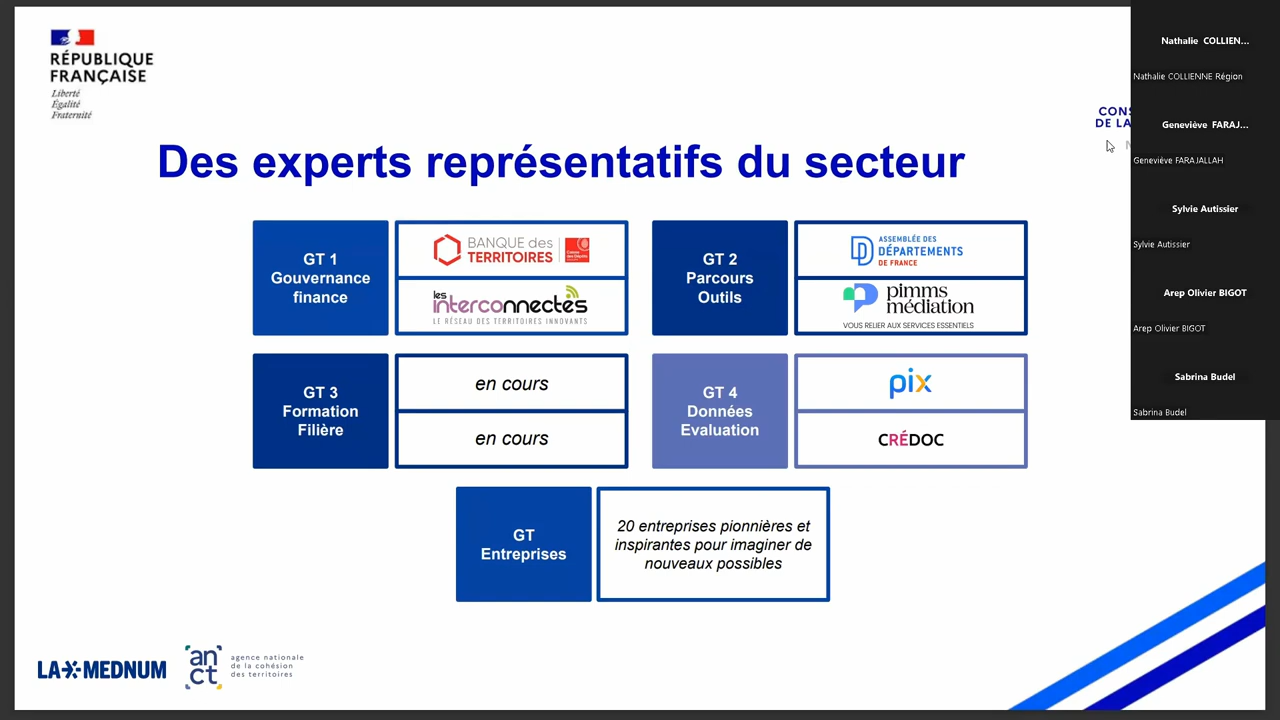 RÉPUBLIQUE
FRANÇAISE
Liberté
Égalité
Fraternité
CONS
DE LA
N
Des experts représentatifs du secteur
GT 1
Gouvernance
finance
BANQUE des
TERRITOIRES
les
interconnectés
LE RÉSEAU DES TERRITOIRES INNOVANTS
GT 2
Parcours
Outils
ASSEMBLÉE DES
DÉPARTEMENTS
DE FRANCE
pimms
médiation
VOUS RELIER AUX SERVICES ESSENTIELS
GT 3
Formation
Filière
en cours
en cours
GT 4
Données
Evaluation
pix
CRÉDOC
GT
Entreprises
20 entreprises pionnières et
inspirantes pour imaginer de
nouveaux possibles
LA MEDNUM
anct
agence nationale
de la cohésion
des territoires
Nathalie COLLIEN...
Nathalie COLLIENNE Région
Geneviève FARAJ...
Geneviéve FARAJALLAH
Sylvie Autissier
Sylvie Autissier
Arep Olivier BIGOT
Arep Olivier BIGOT
Sabrina Budel
Sabrina Budel